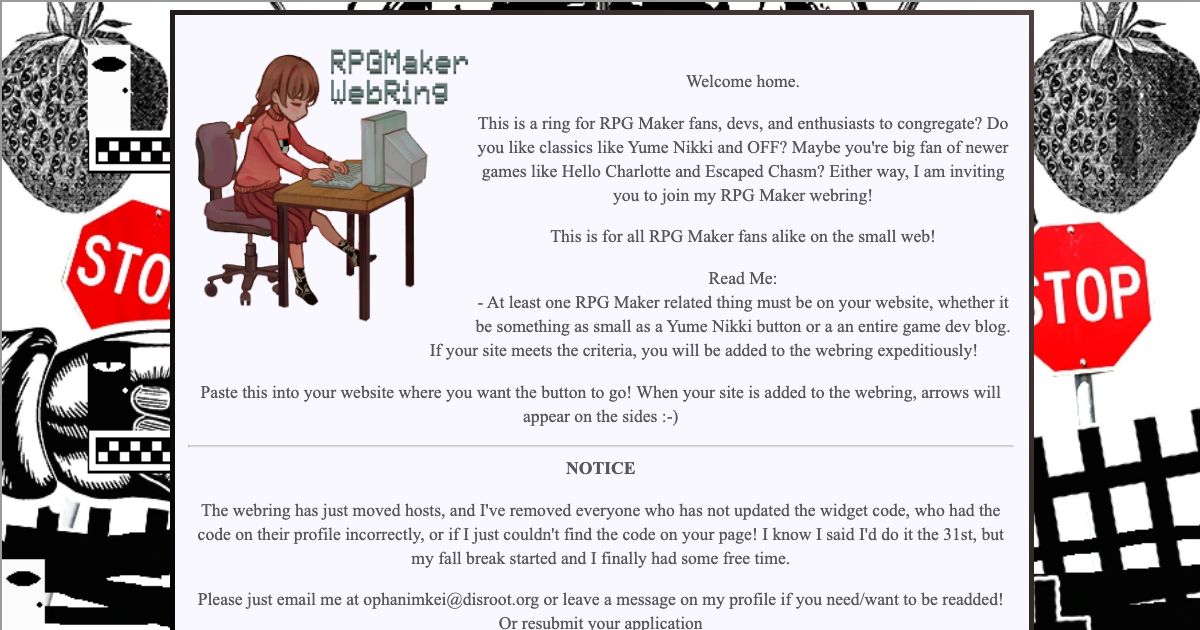 RPGMaker
WebRing
Welcome home.
This is a ring for RPG Maker fans, devs, and enthusiasts to congregate? Do
you like classics like Yume Nikki and OFF? Maybe you're big fan of newer
games like Hello Charlotte and Escaped Chasm? Either way, I am inviting
you to join my RPG Maker webring!
This is for all RPG Maker fans alike on the small web!
Read Me:
- At least one RPG Maker related thing must be on your website, whether it
be something as small as a Yume Nikki button or a an entire game dev blog.
If your site meets the criteria, you will be added to the webring expeditiously!
Paste this into your website where you want the button to go! When your site is added to the webring, arrows will
appear on the sides :-)
NOTICE
The webring has just moved hosts, and I've removed everyone who has not updated the widget code, who had the
code on their profile incorrectly, or if I just couldn't find the code on your page! I know I said I'd do it the 31st, but
my fall break started and I finally had some free time.
Please just email me at ophanimkei@disroot.org or leave a message on my profile if you need/want to be readded!
Or resubmit your application
STO
STOP